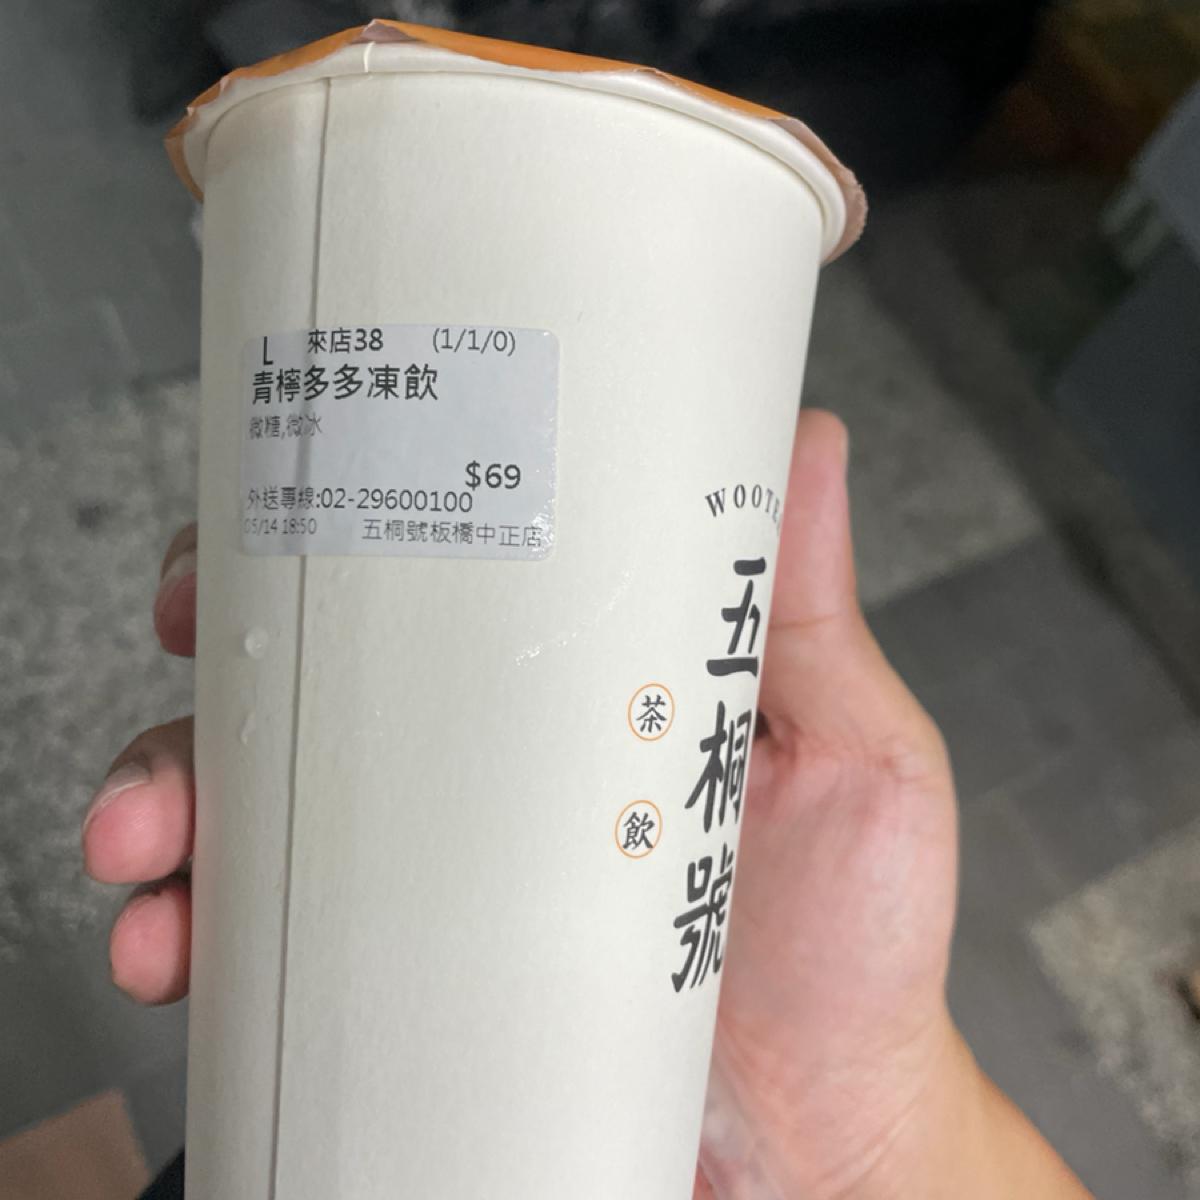 L 來店38 (1/1/0)
青檸多多凍飲
微糖,微冰
$69
外送專線:02-29600100
05/14 18:50 五桐號板橋中正店
五桐號
茶飲